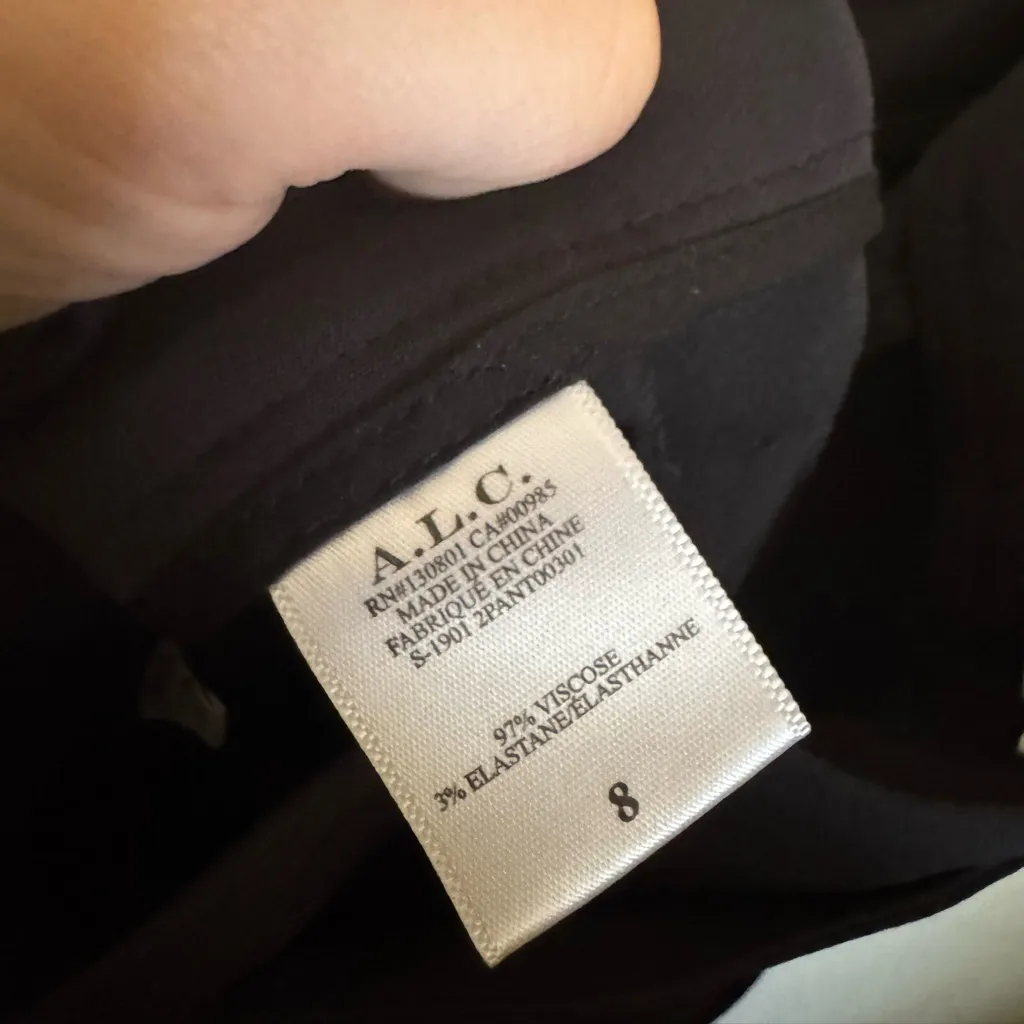 A.L.C.
RN#130801 CA#00985
MADE IN CHINA
FABRIQUÉ EN CHINE
S-1901 2PANT00301
97% VISCOSE
3% ELASTANE/ÉLASTHANNE
8